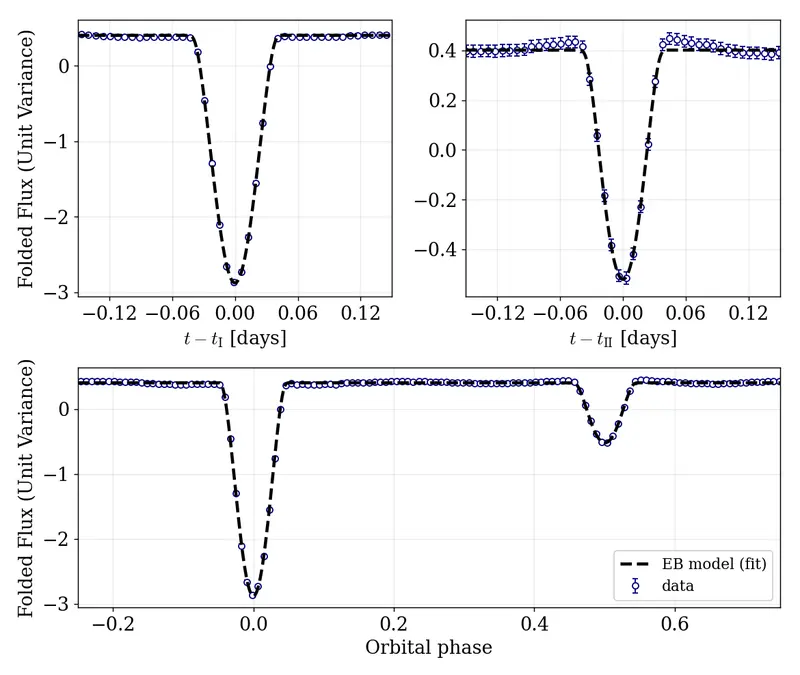 Folded Flux (Unit Variance)
0
−1
−2
−3
−0.12 −0.06 0.00 0.06 0.12
t − t_I [days]
0.4
0.2
0.0
−0.2
−0.4
−0.12 −0.06 0.00 0.06 0.12
t − t_II [days]
Folded Flux (Unit Variance)
0
−1
−2
−3
−0.2 0.0 0.2 0.4 0.6
Orbital phase
EB model (fit)
data